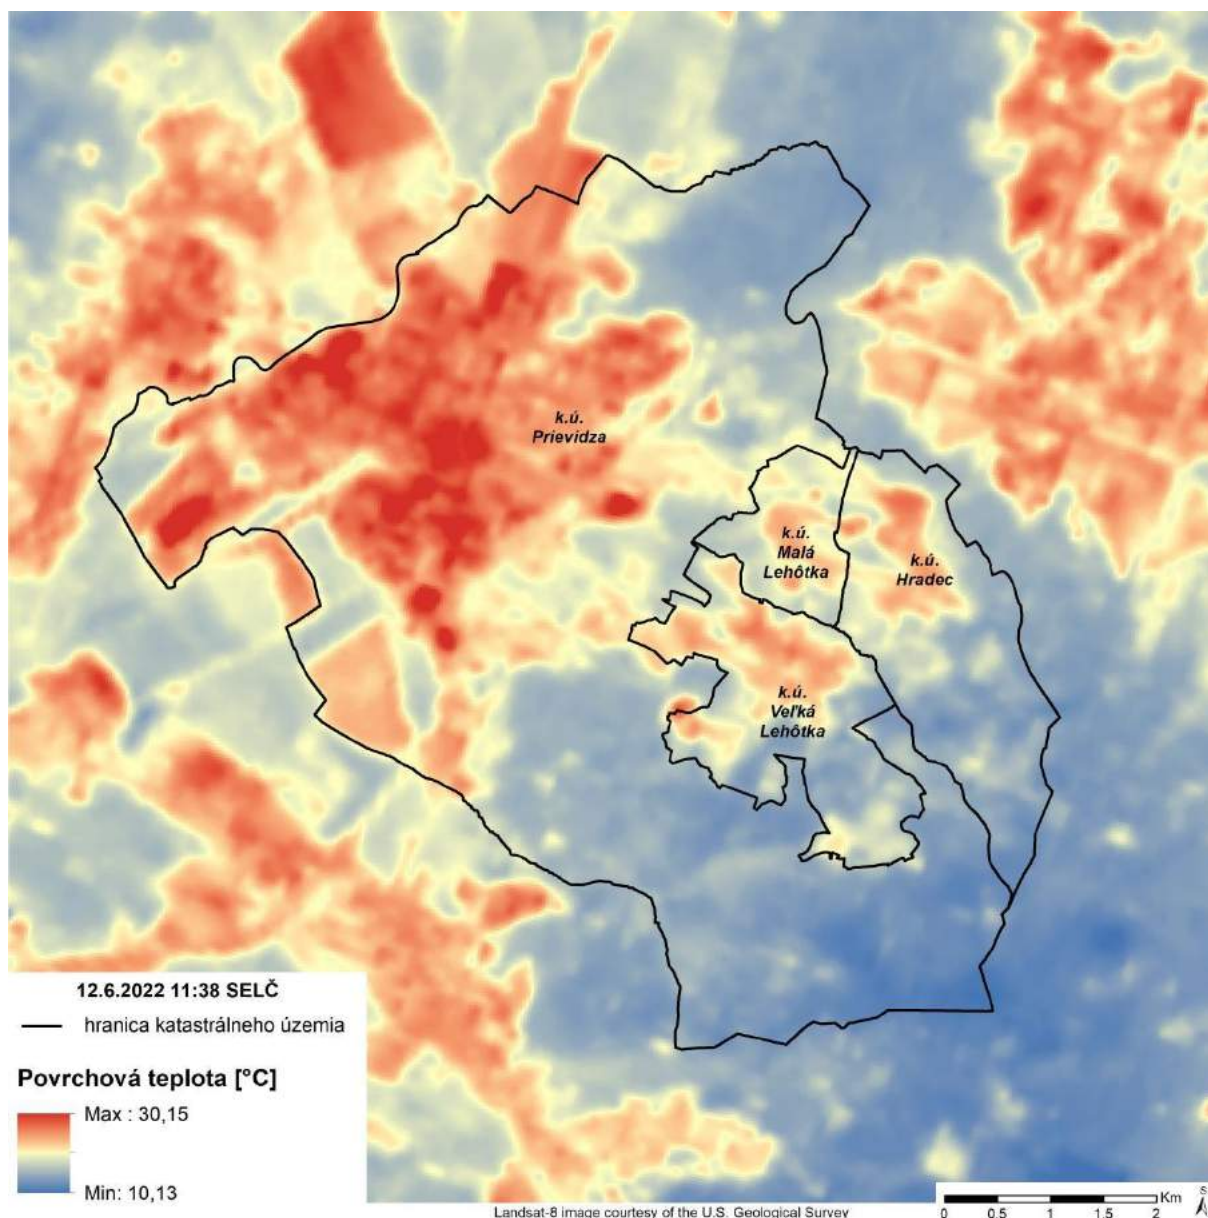 k.ú.
Prievidza
k.ú.
Malá
Lehôtka
k.ú.
Hradec
k.ú.
Veľká
Lehôtka
12.6.2022 11:38 SELČ
hranica katastrálneho územia
Povrchová teplota [°C]
Max : 30,15
Min: 10,13
Km
0 0.5 1 1.5 2
S
Landsat-8 image courtesy of the U.S. Geological Survey